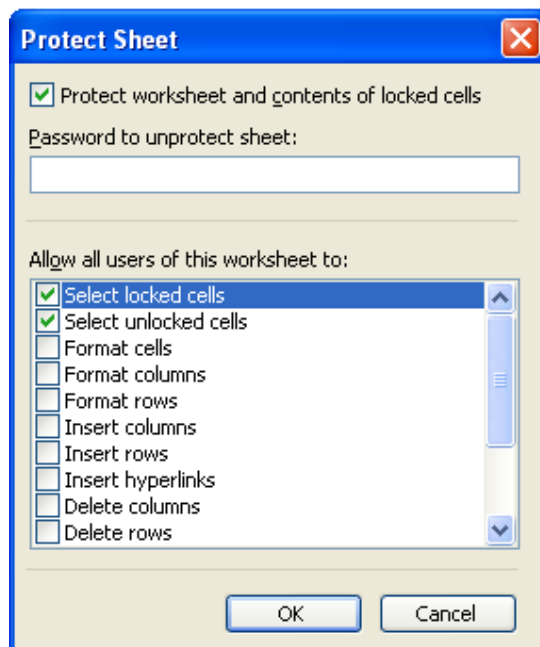 Protect Sheet
Protect worksheet and contents of locked cells
Password to unprotect sheet:
Allow all users of this worksheet to:
Select locked cells
Select unlocked cells
Format cells
Format columns
Format rows
Insert columns
Insert rows
Insert hyperlinks
Delete columns
Delete rows
OK Cancel